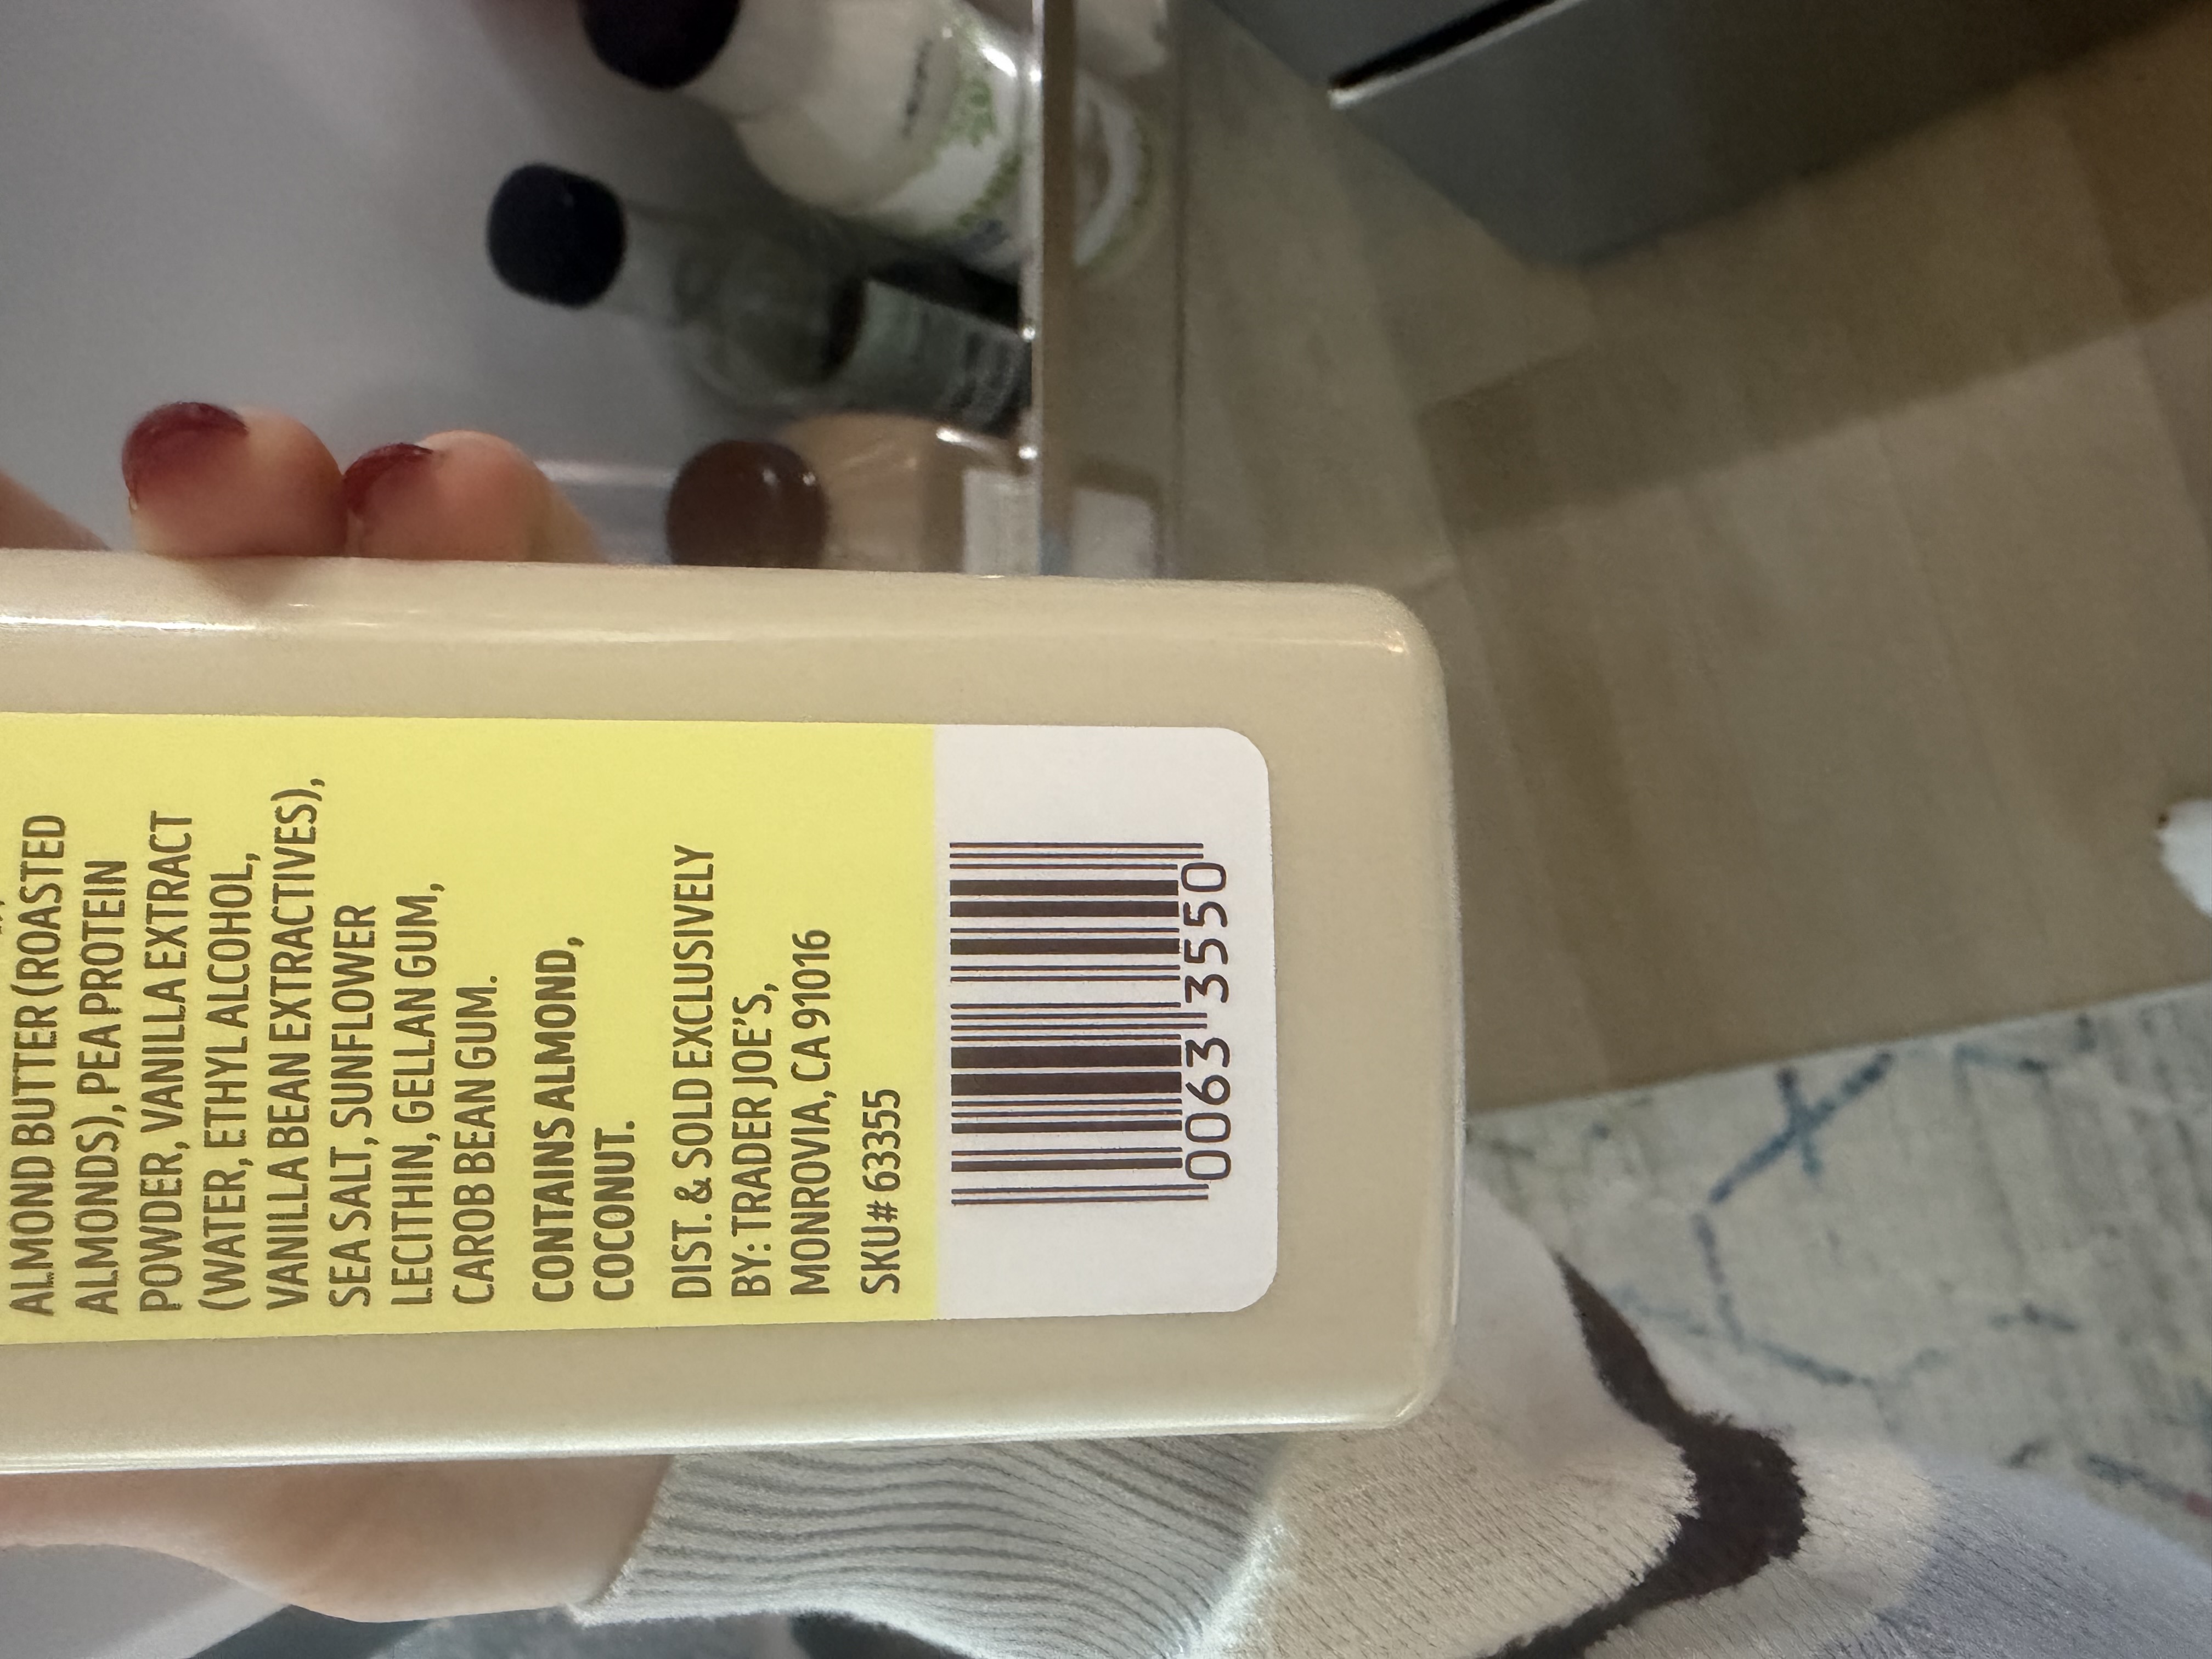 ALMOND BUTTER (ROASTED
ALMONDS), PEA PROTEIN
POWDER, VANILLA EXTRACT
(WATER, ETHYL ALCOHOL,
VANILLA BEAN EXTRACTIVES),
SEA SALT, SUNFLOWER
LECITHIN, GELLAN GUM,
CAROB BEAN GUM.
CONTAINS ALMOND,
COCONUT.
DIST. & SOLD EXCLUSIVELY
BY: TRADER JOE'S,
MONROVIA, CA 91016
SKU# 63355
0063 3550